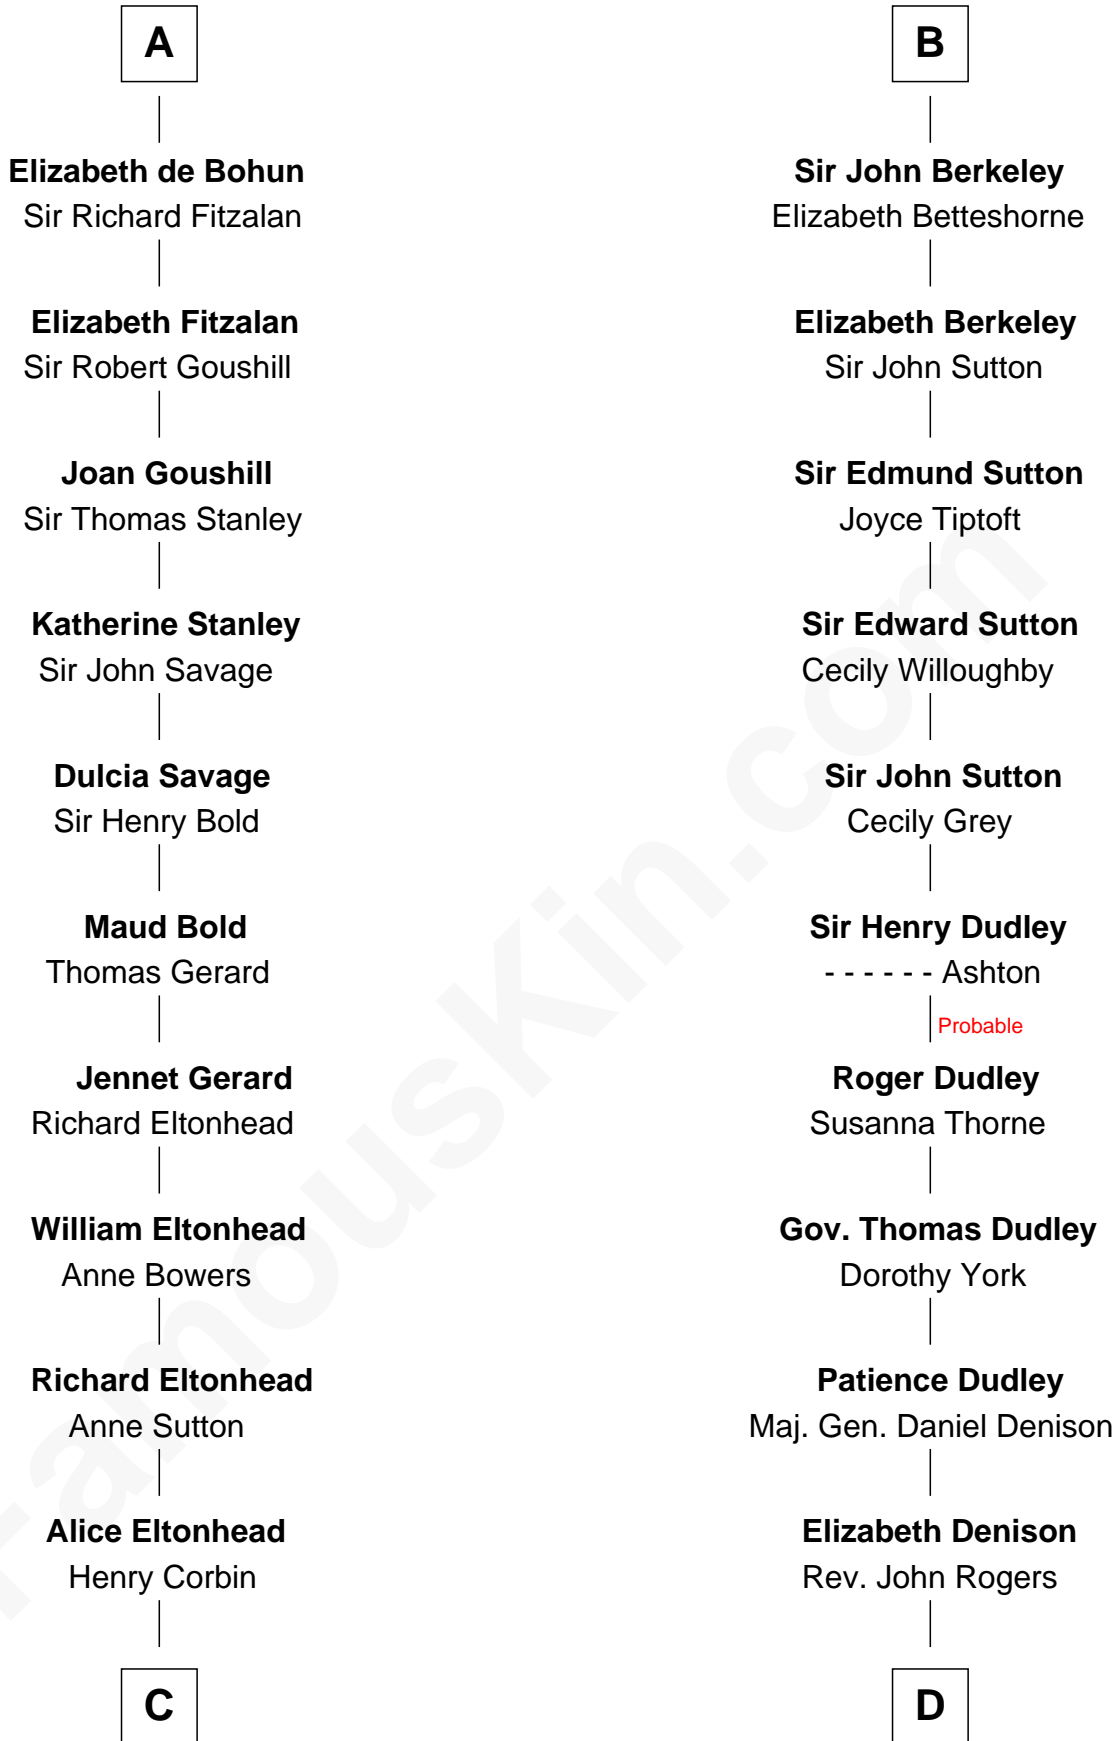 A
Elizabeth de Bohun
Sir Richard Fitzalan
Elizabeth Fitzalan
Sir Robert Goushill
Joan Goushill
Sir Thomas Stanley
Katherine Stanley
Sir John Savage
Dulcia Savage
Sir Henry Bold
Maud Bold
Thomas Gerard
Jennet Gerard
Richard Eltonhead
William Eltonhead
Anne Bowers
Richard Eltonhead
Anne Sutton
Alice Eltonhead
Henry Corbin
C
B
Sir John Berkeley
Elizabeth Betteshorne
Elizabeth Berkeley
Sir John Sutton
Sir Edmund Sutton
Joyce Tiptoft
Sir Edward Sutton
Cecily Willoughby
Sir John Sutton
Cecily Grey
Sir Henry Dudley
- - - - - - Ashton
Probable
Roger Dudley
Susanna Thorne
Gov. Thomas Dudley
Dorothy York
Patience Dudley
Maj. Gen. Daniel Denison
Elizabeth Denison
Rev. John Rogers
D
FamousKin.com